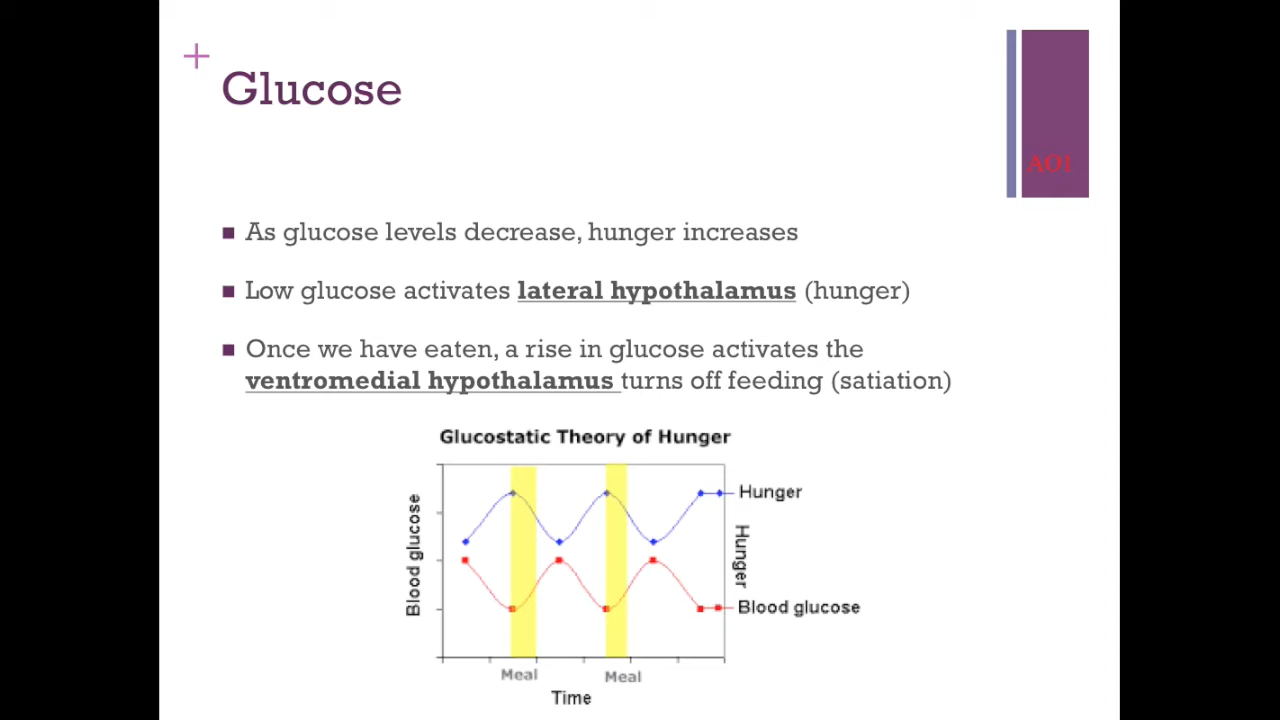 +
Glucose
AO1
■ As glucose levels decrease, hunger increases
■ Low glucose activates lateral hypothalamus (hunger)
■ Once we have eaten, a rise in glucose activates the
ventromedial hypothalamus turns off feeding (satiation)
Glucostatic Theory of Hunger
Blood glucose
Hunger
Hunger
Blood glucose
Meal
Meal
Time